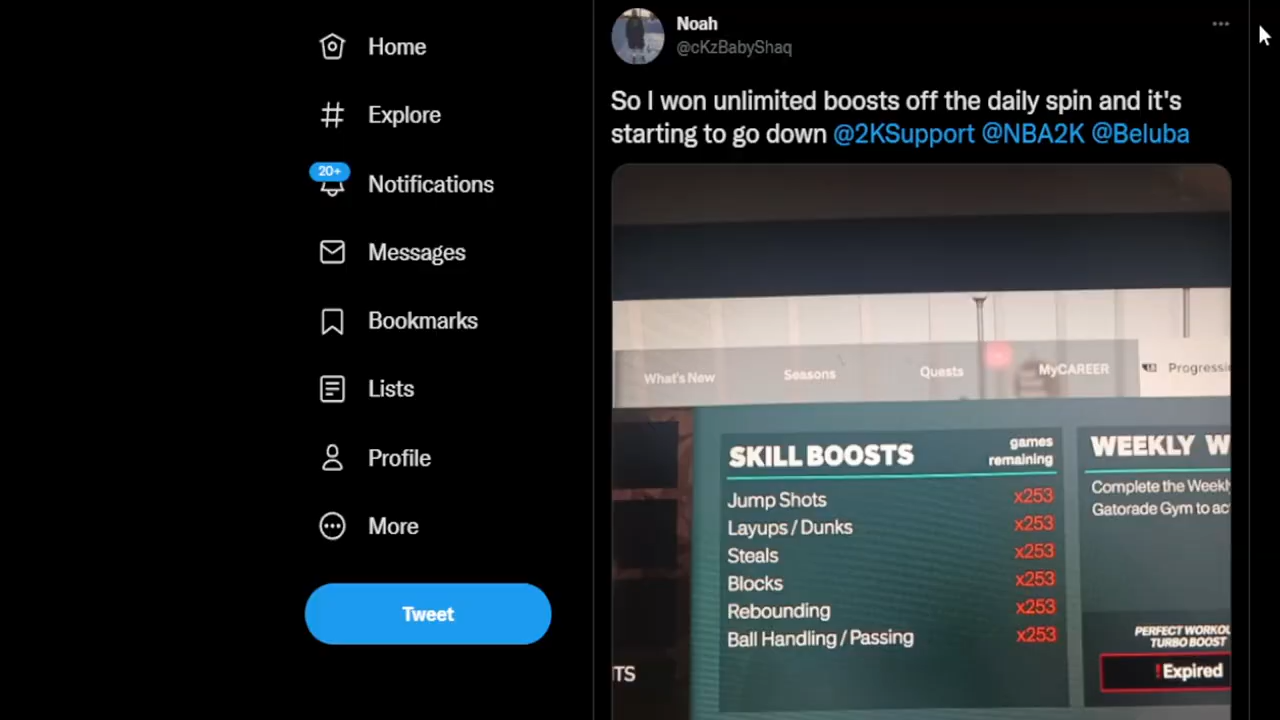 Home
Explore
20+
Notifications
Messages
Bookmarks
Lists
Profile
More
Tweet
Noah
@cKzBabyShaq
So I won unlimited boosts off the daily spin and it's
starting to go down @2KSupport @NBA2K @Beluba
What's New
Seasons
Quests
MyCAREER
Progressi
SKILL BOOSTS
games
remaining
Jump Shots x253
Layups / Dunks x253
Steals x253
Blocks x253
Rebounding x253
Ball Handling / Passing x253
WEEKLY W
Complete the Weekly
Gatorade Gym to ac
PERFECT WORKOU
TURBO BOOST
!Expired
TS